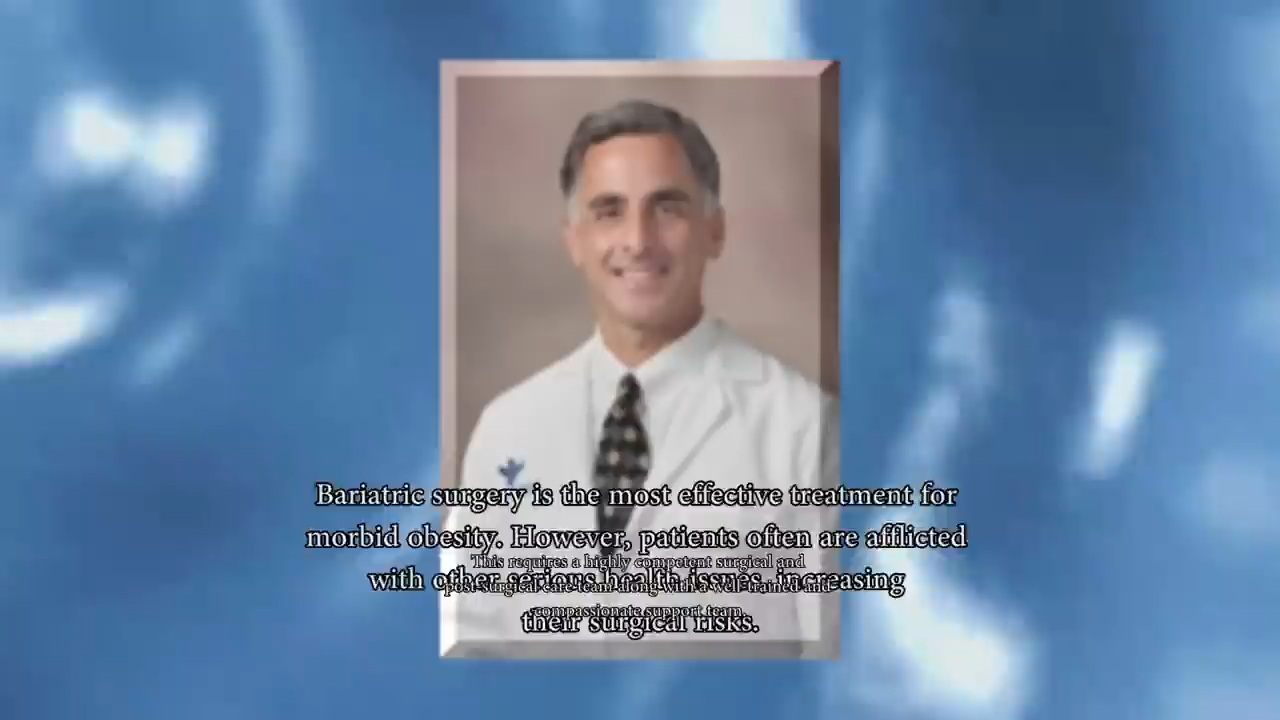 Bariatric surgery is the most effective treatment for
morbid obesity. However, patients often are afflicted
with other serious health issues, increasing
their surgical risks.
This requires a highly competent surgical and
post-surgical care team along with a well-trained and
compassionate support team.